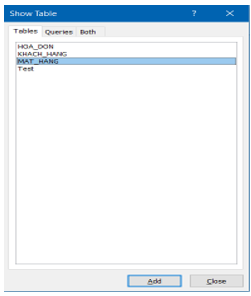 Show Table ? ×
Tables Queries Both
HOA_DON
KHACH_HANG
MAT_HANG
Test
Add Close